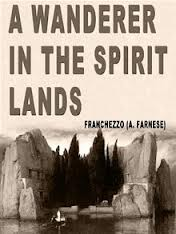 A WANDERER
IN THE SPIRIT
LANDS
FRANCHEZZO (A. FARNESE)